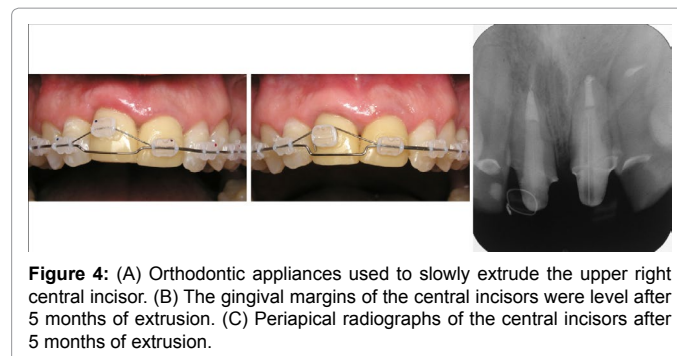 Figure 4: (A) Orthodontic appliances used to slowly extrude the upper right
central incisor. (B) The gingival margins of the central incisors were level after
5 months of extrusion. (C) Periapical radiographs of the central incisors after
5 months of extrusion.